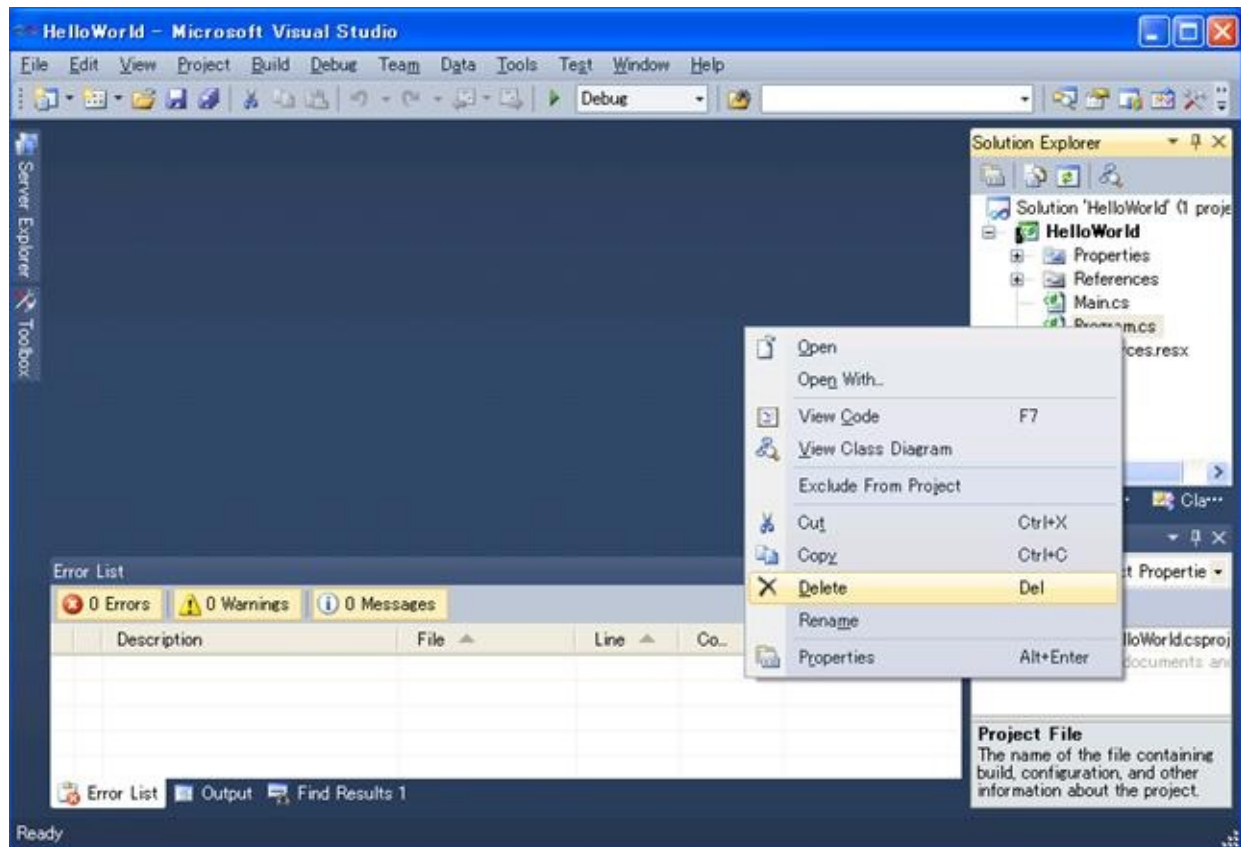 HelloWorld - Microsoft Visual Studio
File Edit View Project Build Debug Team Data Tools Test Window Help
Debug
Server Explorer
Toolbox
Solution Explorer
Solution 'HelloWorld' (1 proje
HelloWorld
Properties
References
Main.cs
Program.cs
ces.resx
Open
Open With...
View Code F7
View Class Diagram
Exclude From Project
Cut Ctrl+X
Copy Ctrl+C
Delete Del
Rename
Properties Alt+Enter
Cla...
t Propertie
lloWorld.csproj
documents and
Project File
The name of the file containing
build, configuration, and other
information about the project.
Error List
0 Errors 0 Warnings 0 Messages
Description File Line Co...
Error List Output Find Results 1
Ready